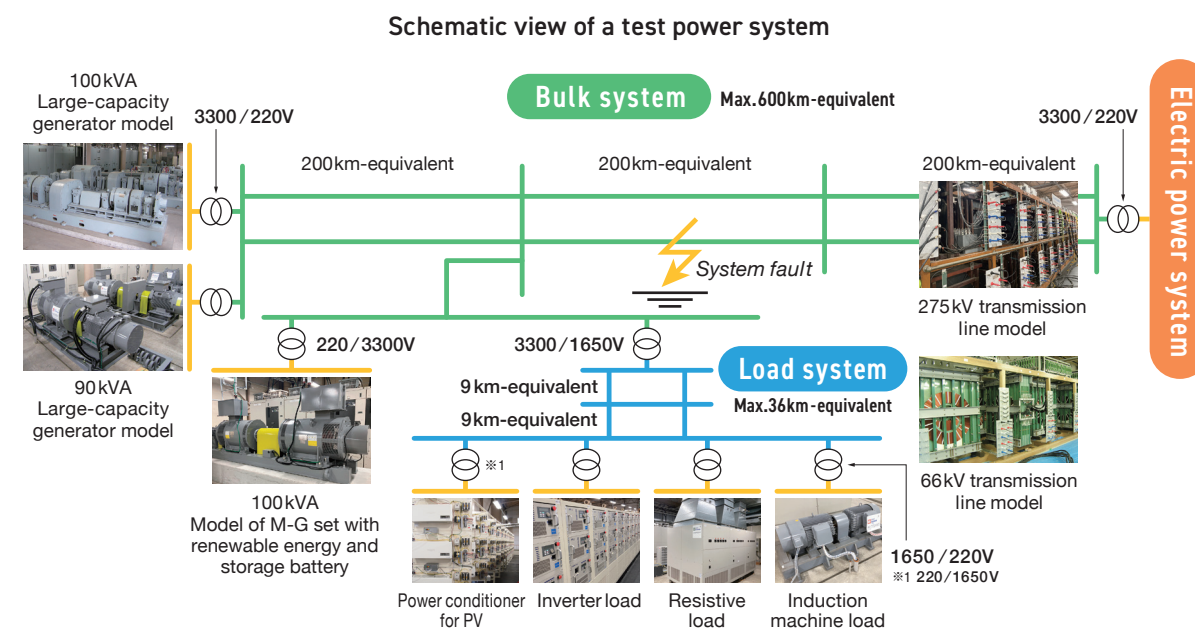 Schematic view of a test power system
100kVA
Large-capacity
generator model
3300/220V
Bulk system
Max.600km-equivalent
3300/220V
Electric power system
200km-equivalent
200km-equivalent
200km-equivalent
System fault
275kV transmission
line model
90kVA
Large-capacity
generator model
220/3300V
3300/1650V
Load system
Max.36km-equivalent
9km-equivalent
9km-equivalent
※1
66kV transmission
line model
100kVA
Model of M-G set with
renewable energy and
storage battery
1650/220V
※1 220/1650V
Power conditioner
for PV
Inverter load
Resistive
load
Induction
machine load